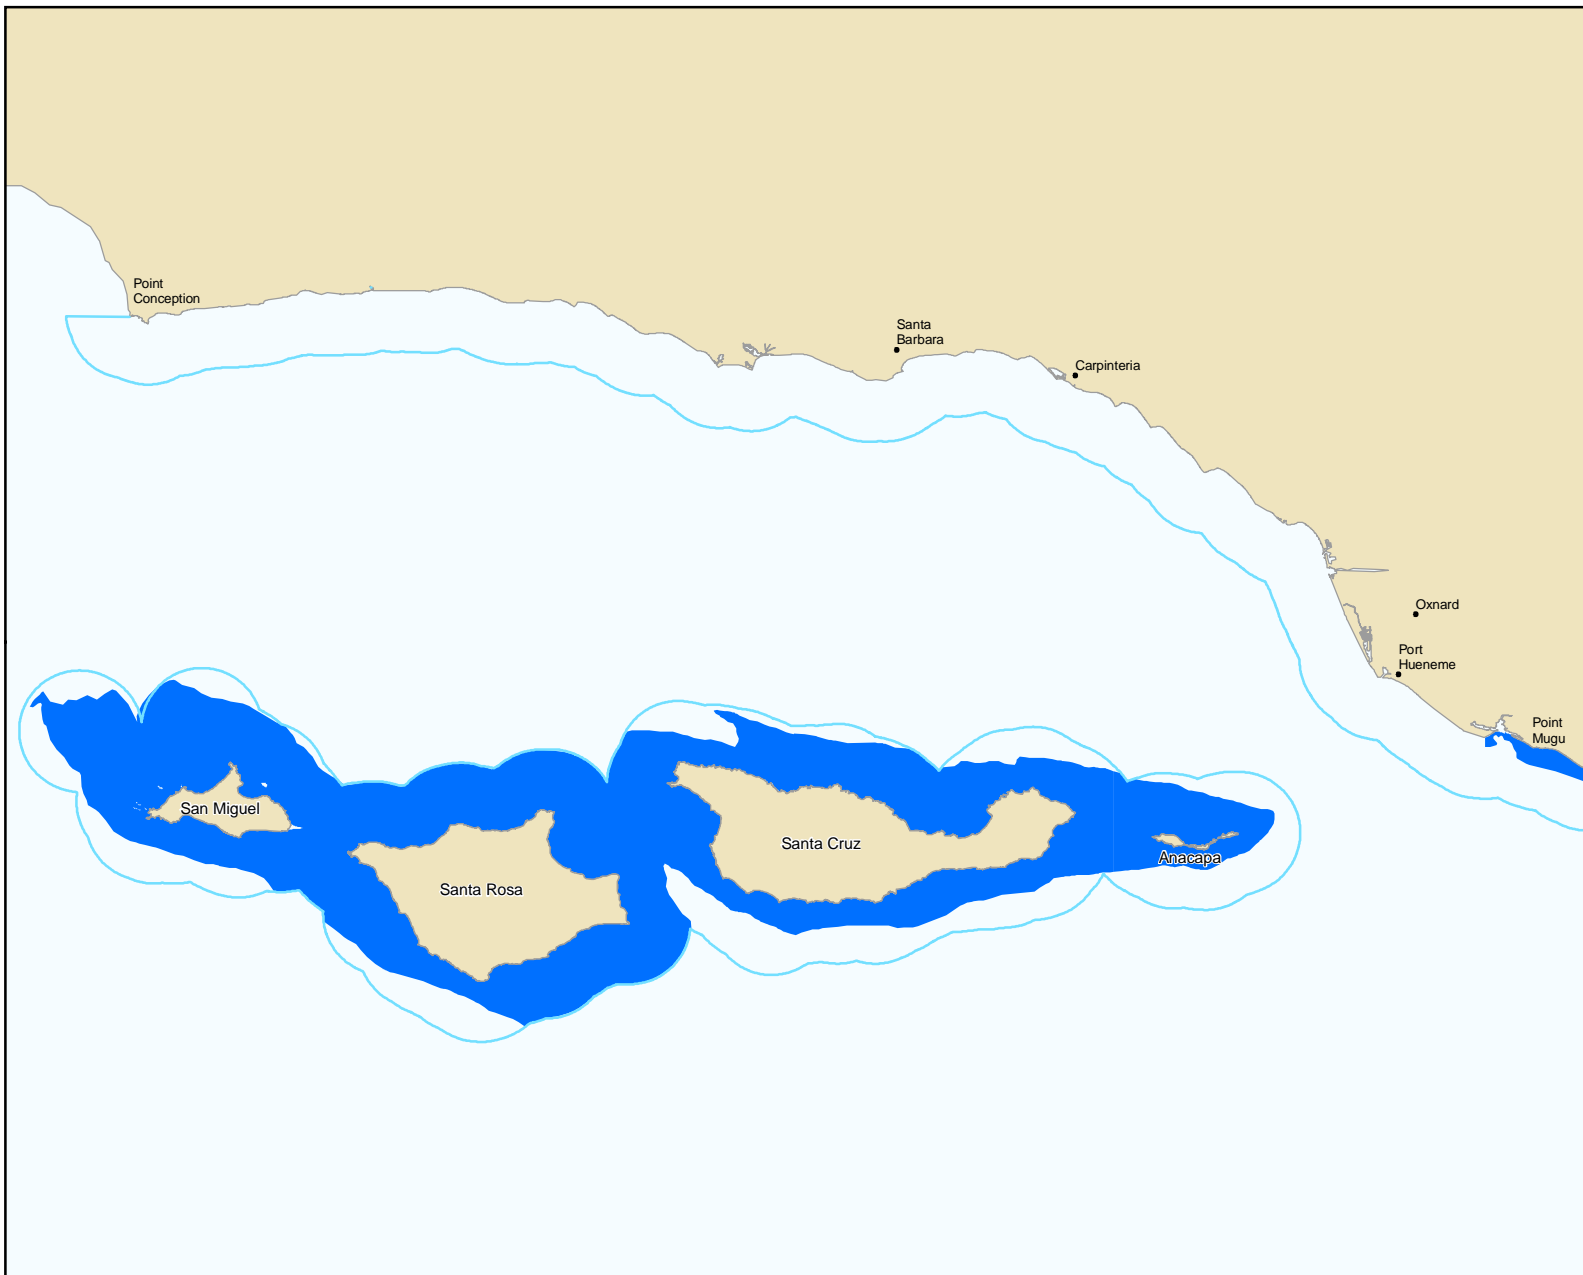 Point
Conception
Santa
Barbara
Carpinteria
Oxnard
Port
Hueneme
Point
Mugu
San Miguel
Santa Rosa
Santa Cruz
Anacapa